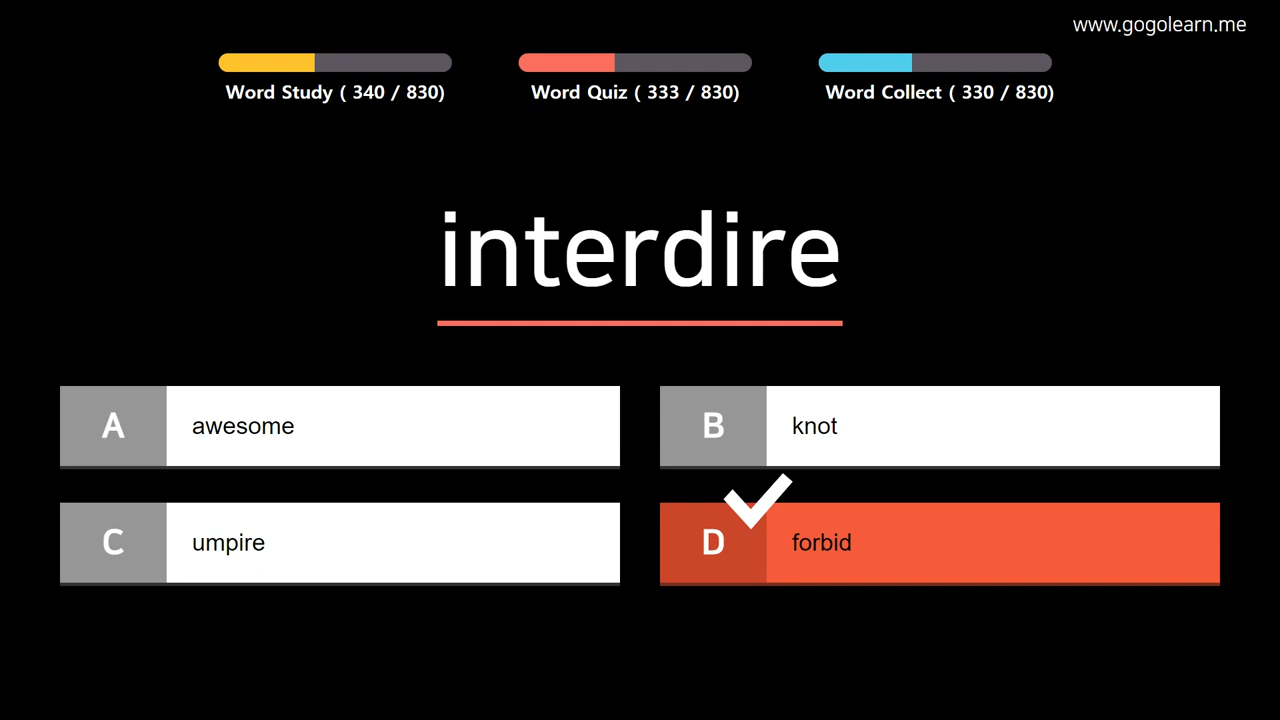 www.gogolearn.me
Word Study ( 340 / 830)
Word Quiz ( 333 / 830)
Word Collect ( 330 / 830)
interdire
A awesome
B knot
C umpire
D forbid